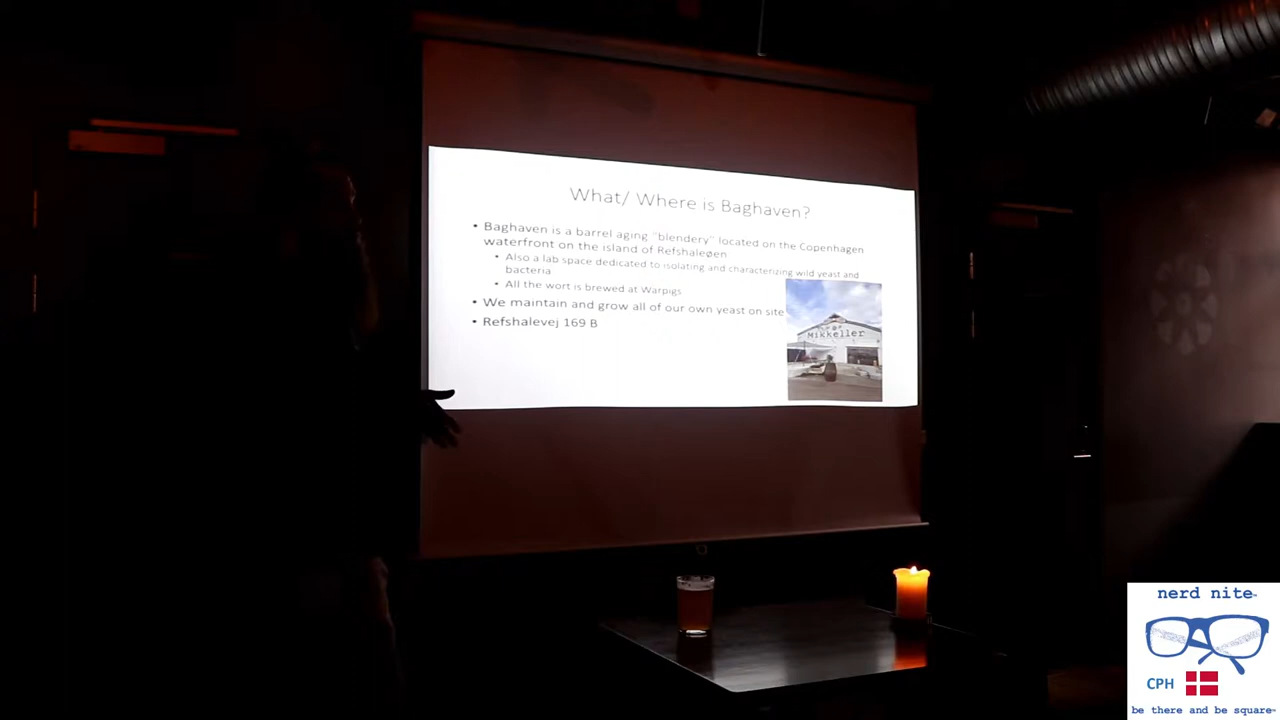 What/ Where is Baghaven?
• Baghaven is a barrel aging "blendery" located on the Copenhagen
waterfront on the island of Refshaleøen
• Also a lab space dedicated to isolating and characterizing wild yeast and
bacteria
• All the wort is brewed at Warpigs
• We maintain and grow all of our own yeast on site
• Refshalevej 169 B
Mikkeller
nerd nite
CPH
be there and be square